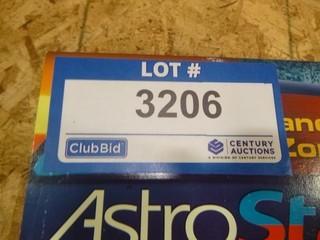 LOT #
3206
ClubBid
CENTURY
AUCTIONS
A DIVISION OF CENTURY SERVICES
Astro